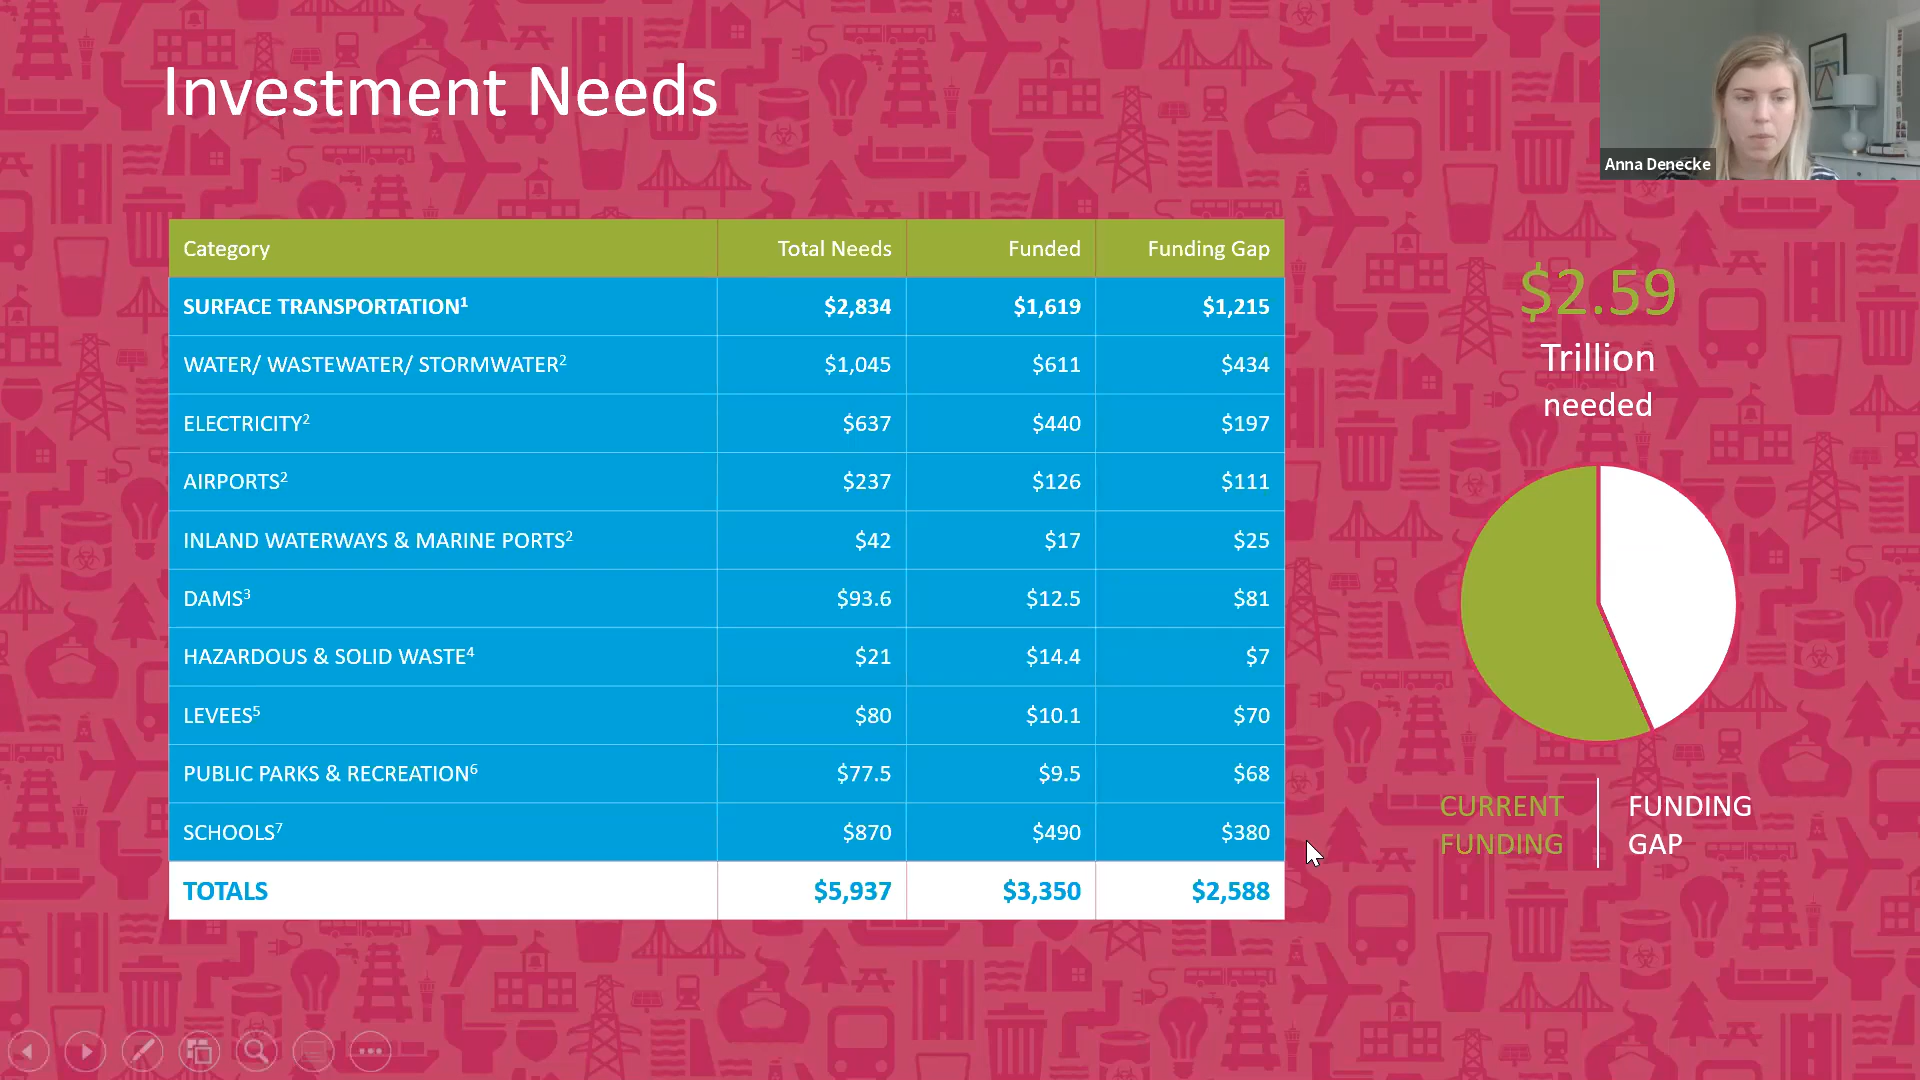 Investment Needs
Anna Denecke
Category Total Needs Funded Funding Gap
SURFACE TRANSPORTATION¹ $2,834 $1,619 $1,215
WATER/ WASTEWATER/ STORMWATER² $1,045 $611 $434
ELECTRICITY² $637 $440 $197
AIRPORTS² $237 $126 $111
INLAND WATERWAYS & MARINE PORTS² $42 $17 $25
DAMS³ $93.6 $12.5 $81
HAZARDOUS & SOLID WASTE⁴ $21 $14.4 $7
LEVEES⁵ $80 $10.1 $70
PUBLIC PARKS & RECREATION⁶ $77.5 $9.5 $68
SCHOOLS⁷ $870 $490 $380
TOTALS $5,937 $3,350 $2,588
$2.59
Trillion
needed
CURRENT
FUNDING
FUNDING
GAP